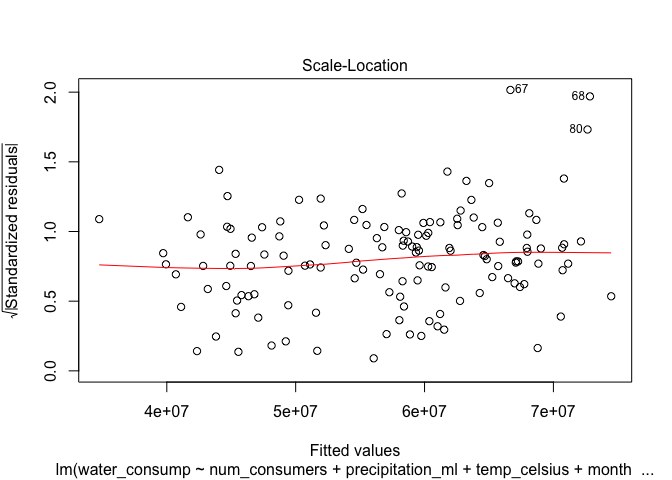 Scale-Location
√|Standardized residuals|
2.0
1.5
1.0
0.5
0.0
67
68
80
4e+07 5e+07 6e+07 7e+07
Fitted values
lm(water_consump ~ num_consumers + precipitation_ml + temp_celsius + month ...